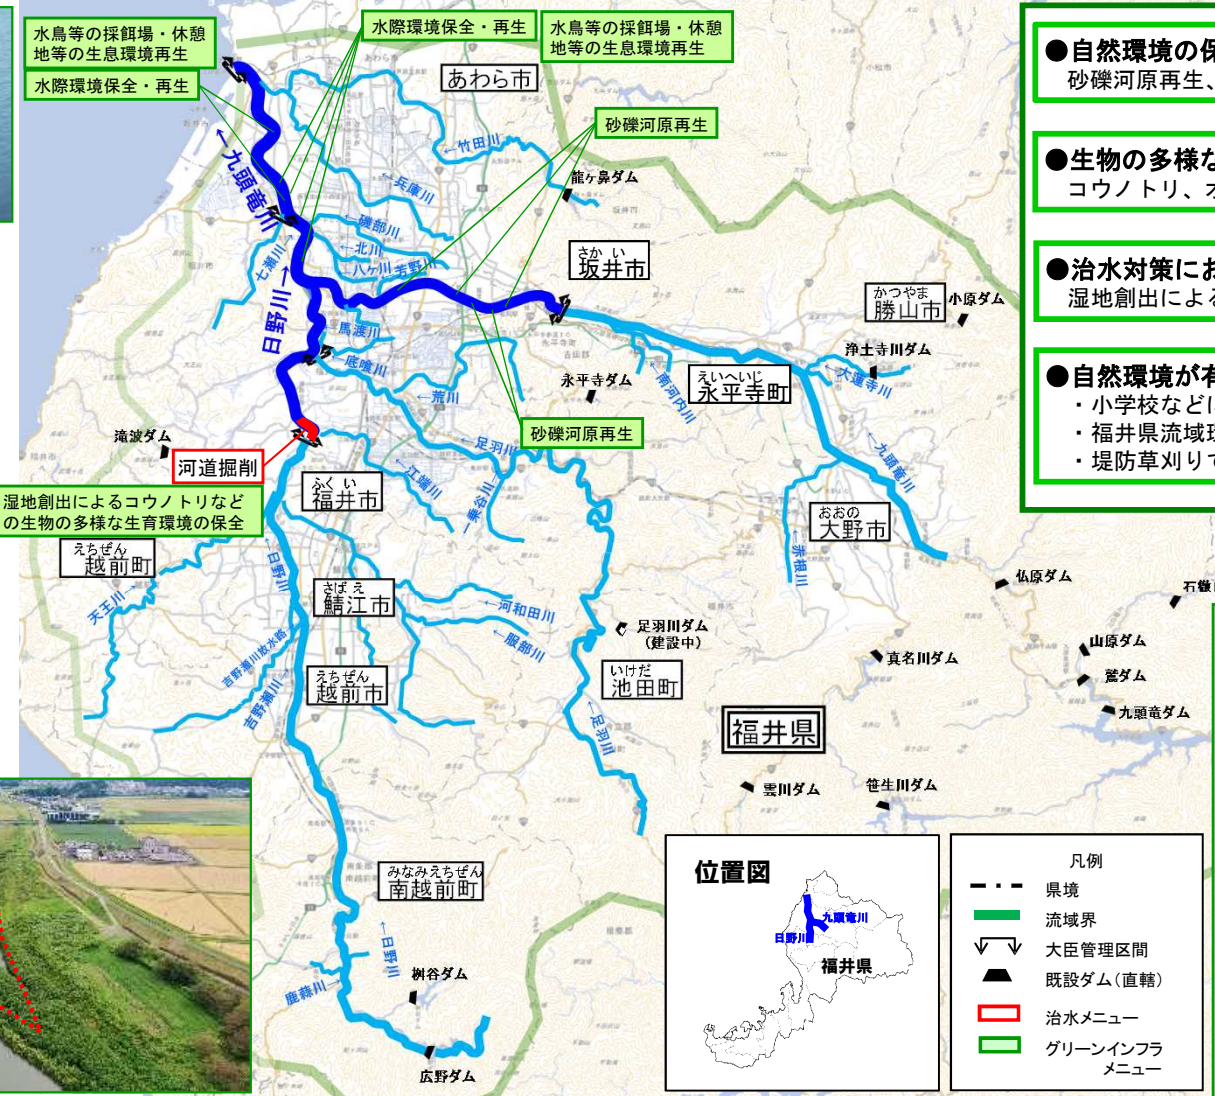 水鳥等の採餌場・休憩
地等の生息環境再生
水際環境保全・再生
水際環境保全・再生
水鳥等の採餌場・休憩
地等の生息環境再生
あわら市
砂礫河原再生
←竹田川
龍ヶ鼻ダム
←兵庫川
←九頭竜川
←磯部川
←北川
←八ヶ川
芳野川
七瀬川→
日野川→
さか い
坂井市
かつやま
勝山市
小原ダム
浄土寺川ダム
←大蓮寺川
えいへいじ
永平寺町
永平寺ダム
←南河内川
←馬渡川
←底喰川
←荒川
←足羽川
砂礫河原再生
滝波ダム
河道掘削
←江端川
←乗谷川
ふく い
福井市
湿地創出によるコウノトリなど
の生物の多様な生育環境の保全
←九頭竜川
おおの
大野市
←赤根川
えちぜん
越前町
天王川→
←日野川
さば え
鯖江市
←河和田川
←服部川
吉野瀬川放水路
吉野瀬川→
えちぜん
越前市
足羽川ダム
(建設中)
いけだ
池田町
←足羽川
仏原ダム
山原ダム
鷲ダム
九頭竜ダム
真名川ダム
福井県
雲川ダム
笹生川ダム
みなみえちぜん
南越前町
←日野川
桝谷ダム
鹿蒜川→
広野ダム
●自然環境の保
砂礫河原再生、
●生物の多様な
コウノトリ、オ
●治水対策にお
湿地創出による
●自然環境が有
・小学校などに
・福井県流域環
・堤防草刈りで
位置図
九頭竜川
日野川
福井県
凡例
県境
流域界
大臣管理区間
既設ダム(直轄)
治水メニュー
グリーンインフラ
メニュー